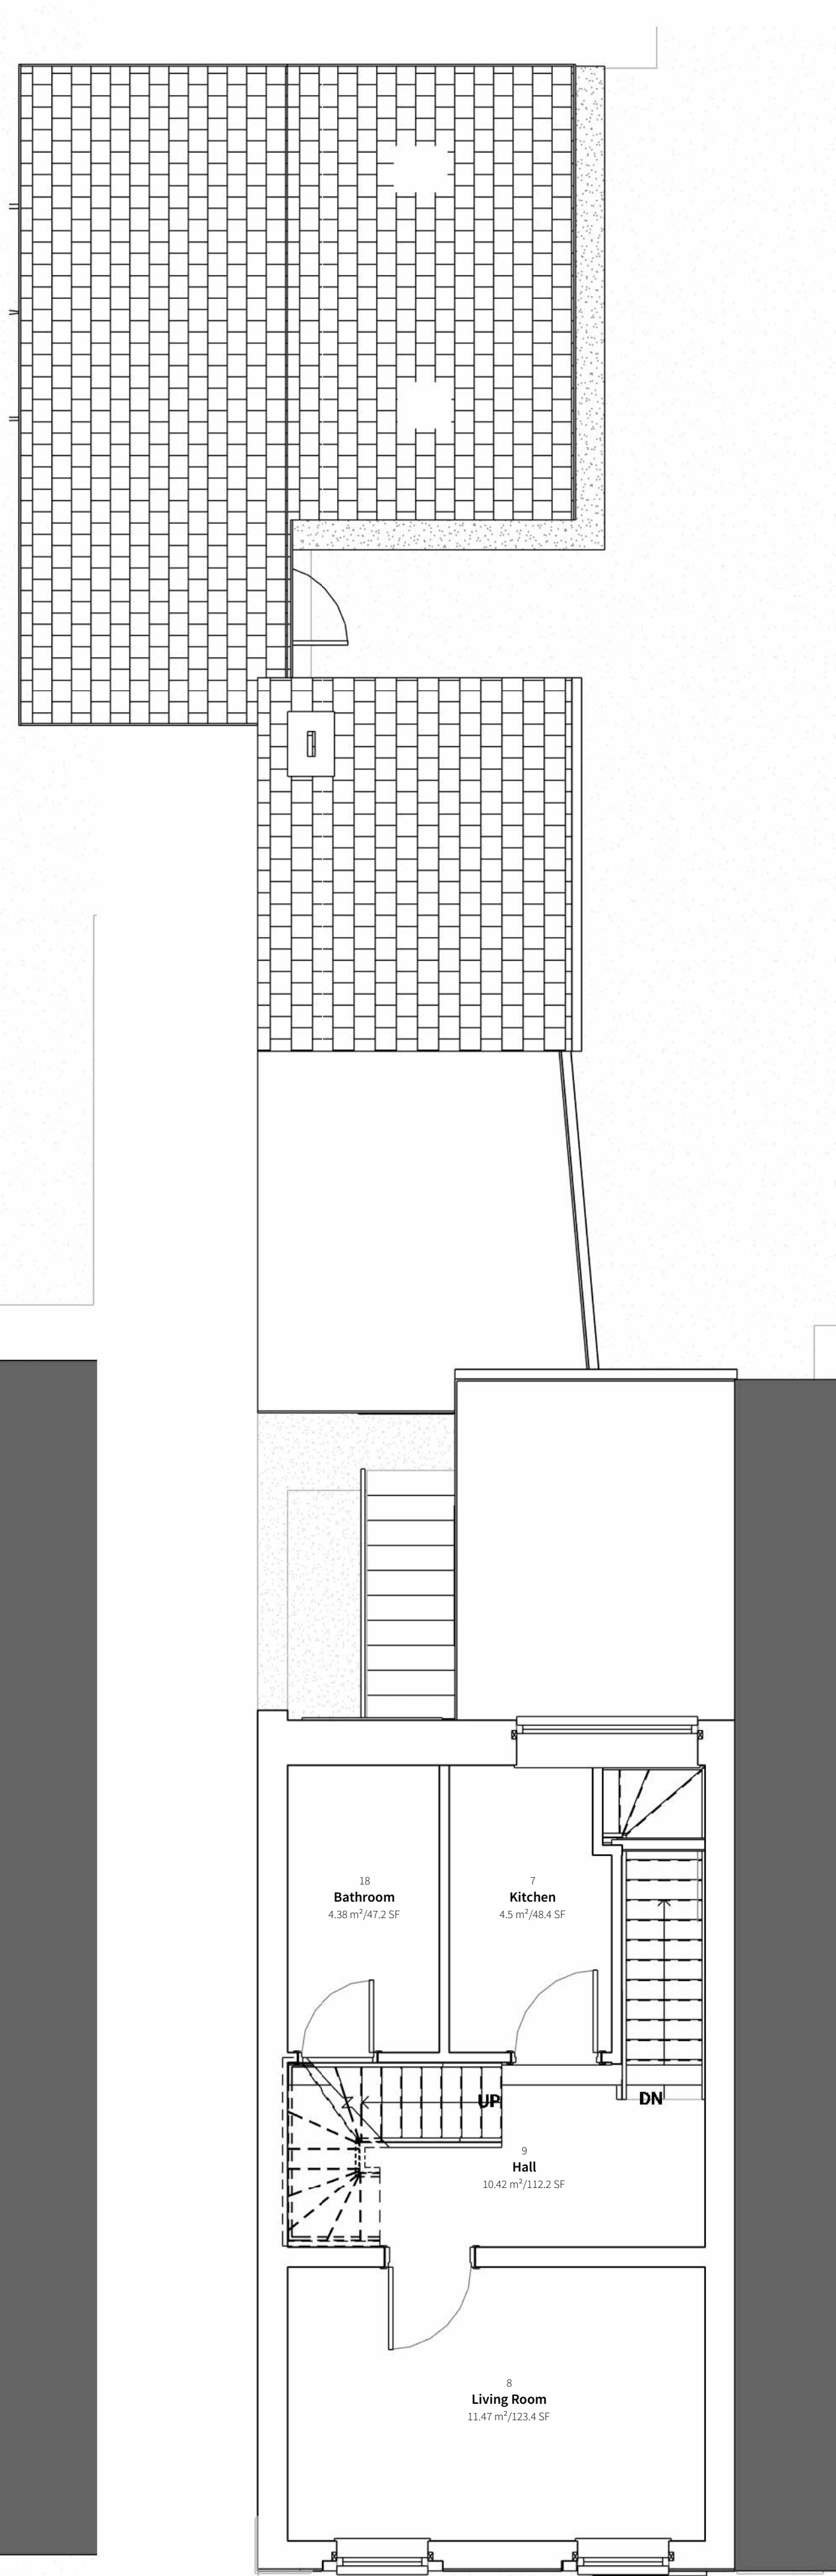 18
Bathroom
4.38 m²/47.2 SF
7
Kitchen
4.5 m²/48.4 SF
UP
DN
9
Hall
10.42 m²/112.2 SF
8
Living Room
11.47 m²/123.4 SF